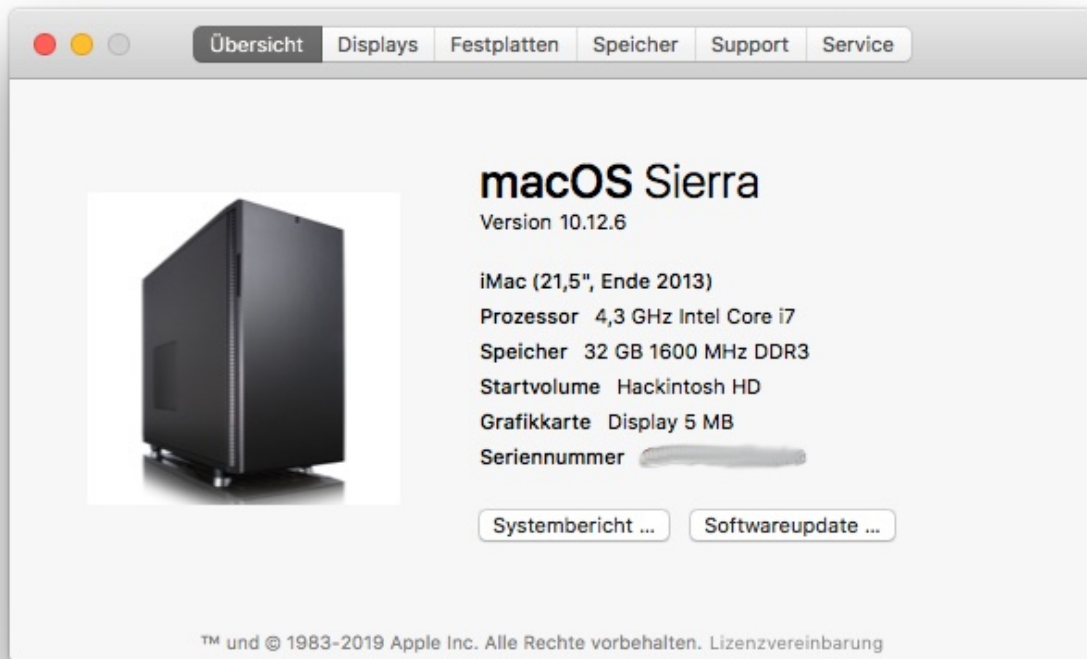 Übersicht Displays Festplatten Speicher Support Service
macOS Sierra
Version 10.12.6
iMac (21,5", Ende 2013)
Prozessor 4,3 GHz Intel Core i7
Speicher 32 GB 1600 MHz DDR3
Startvolume Hackintosh HD
Grafikkarte Display 5 MB
Seriennummer
Systembericht ... Softwareupdate ...
™ und © 1983-2019 Apple Inc. Alle Rechte vorbehalten. Lizenzvereinbarung